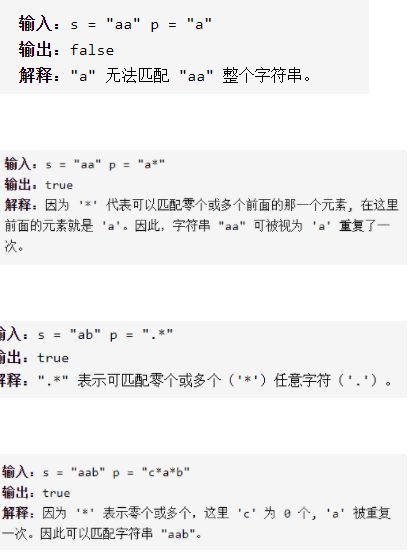 输入：s = "aa" p = "a"
输出：false
解释："a" 无法匹配 "aa" 整个字符串。
输入：s = "aa" p = "a*"
输出：true
解释：因为 '*' 代表可以匹配零个或多个前面的那一个元素, 在这里
前面的元素就是 'a'。因此，字符串 "aa" 可被视为 'a' 重复了一
次。
输入：s = "ab" p = ".*"
输出：true
解释：".*" 表示可匹配零个或多个（'*'）任意字符（'.'）。
输入：s = "aab" p = "c*a*b"
输出：true
解释：因为 '*' 表示零个或多个，这里 'c' 为 0 个, 'a' 被重复
一次。因此可以匹配字符串 "aab"。